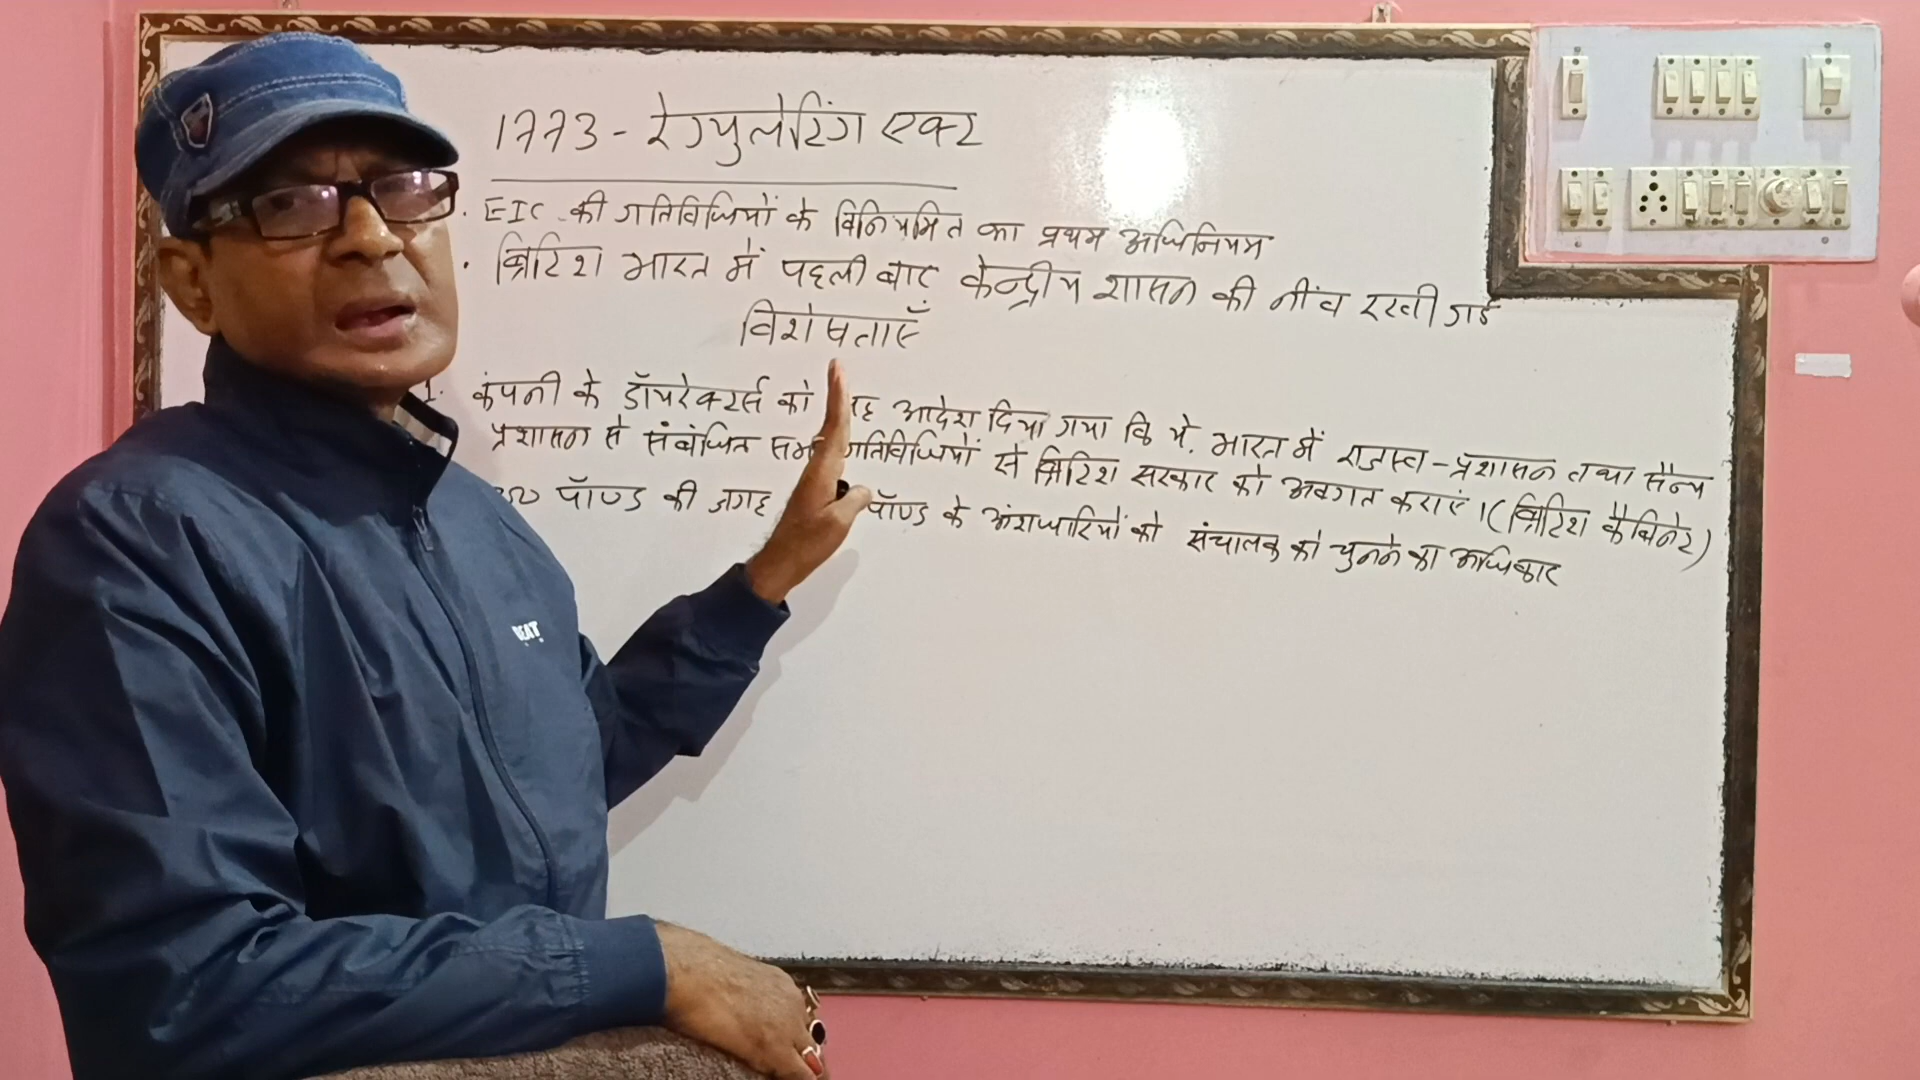 1773 - रेग्युलेटिंग एक्ट
. EIC की गतिविधियों के विनियमित का प्रथम अधिनियम
. ब्रिटिश भारत में पहली बार केन्द्रीय शासन की नींव रखी गई
विशेषताएँ
1. कंपनी के डॉयरेक्टर्स को आदेश दिया गया कि वे. भारत में राजस्व-प्रशासन तथा सैन्य
प्रशासन से संबंधित गतिविधियों से ब्रिटिश सरकार को अवगत कराएं।(ब्रिटिश कैबिनेट)
पॉण्ड की जगह पॉण्ड के अंशधारियों को संचालक को चुनने का अधिकार